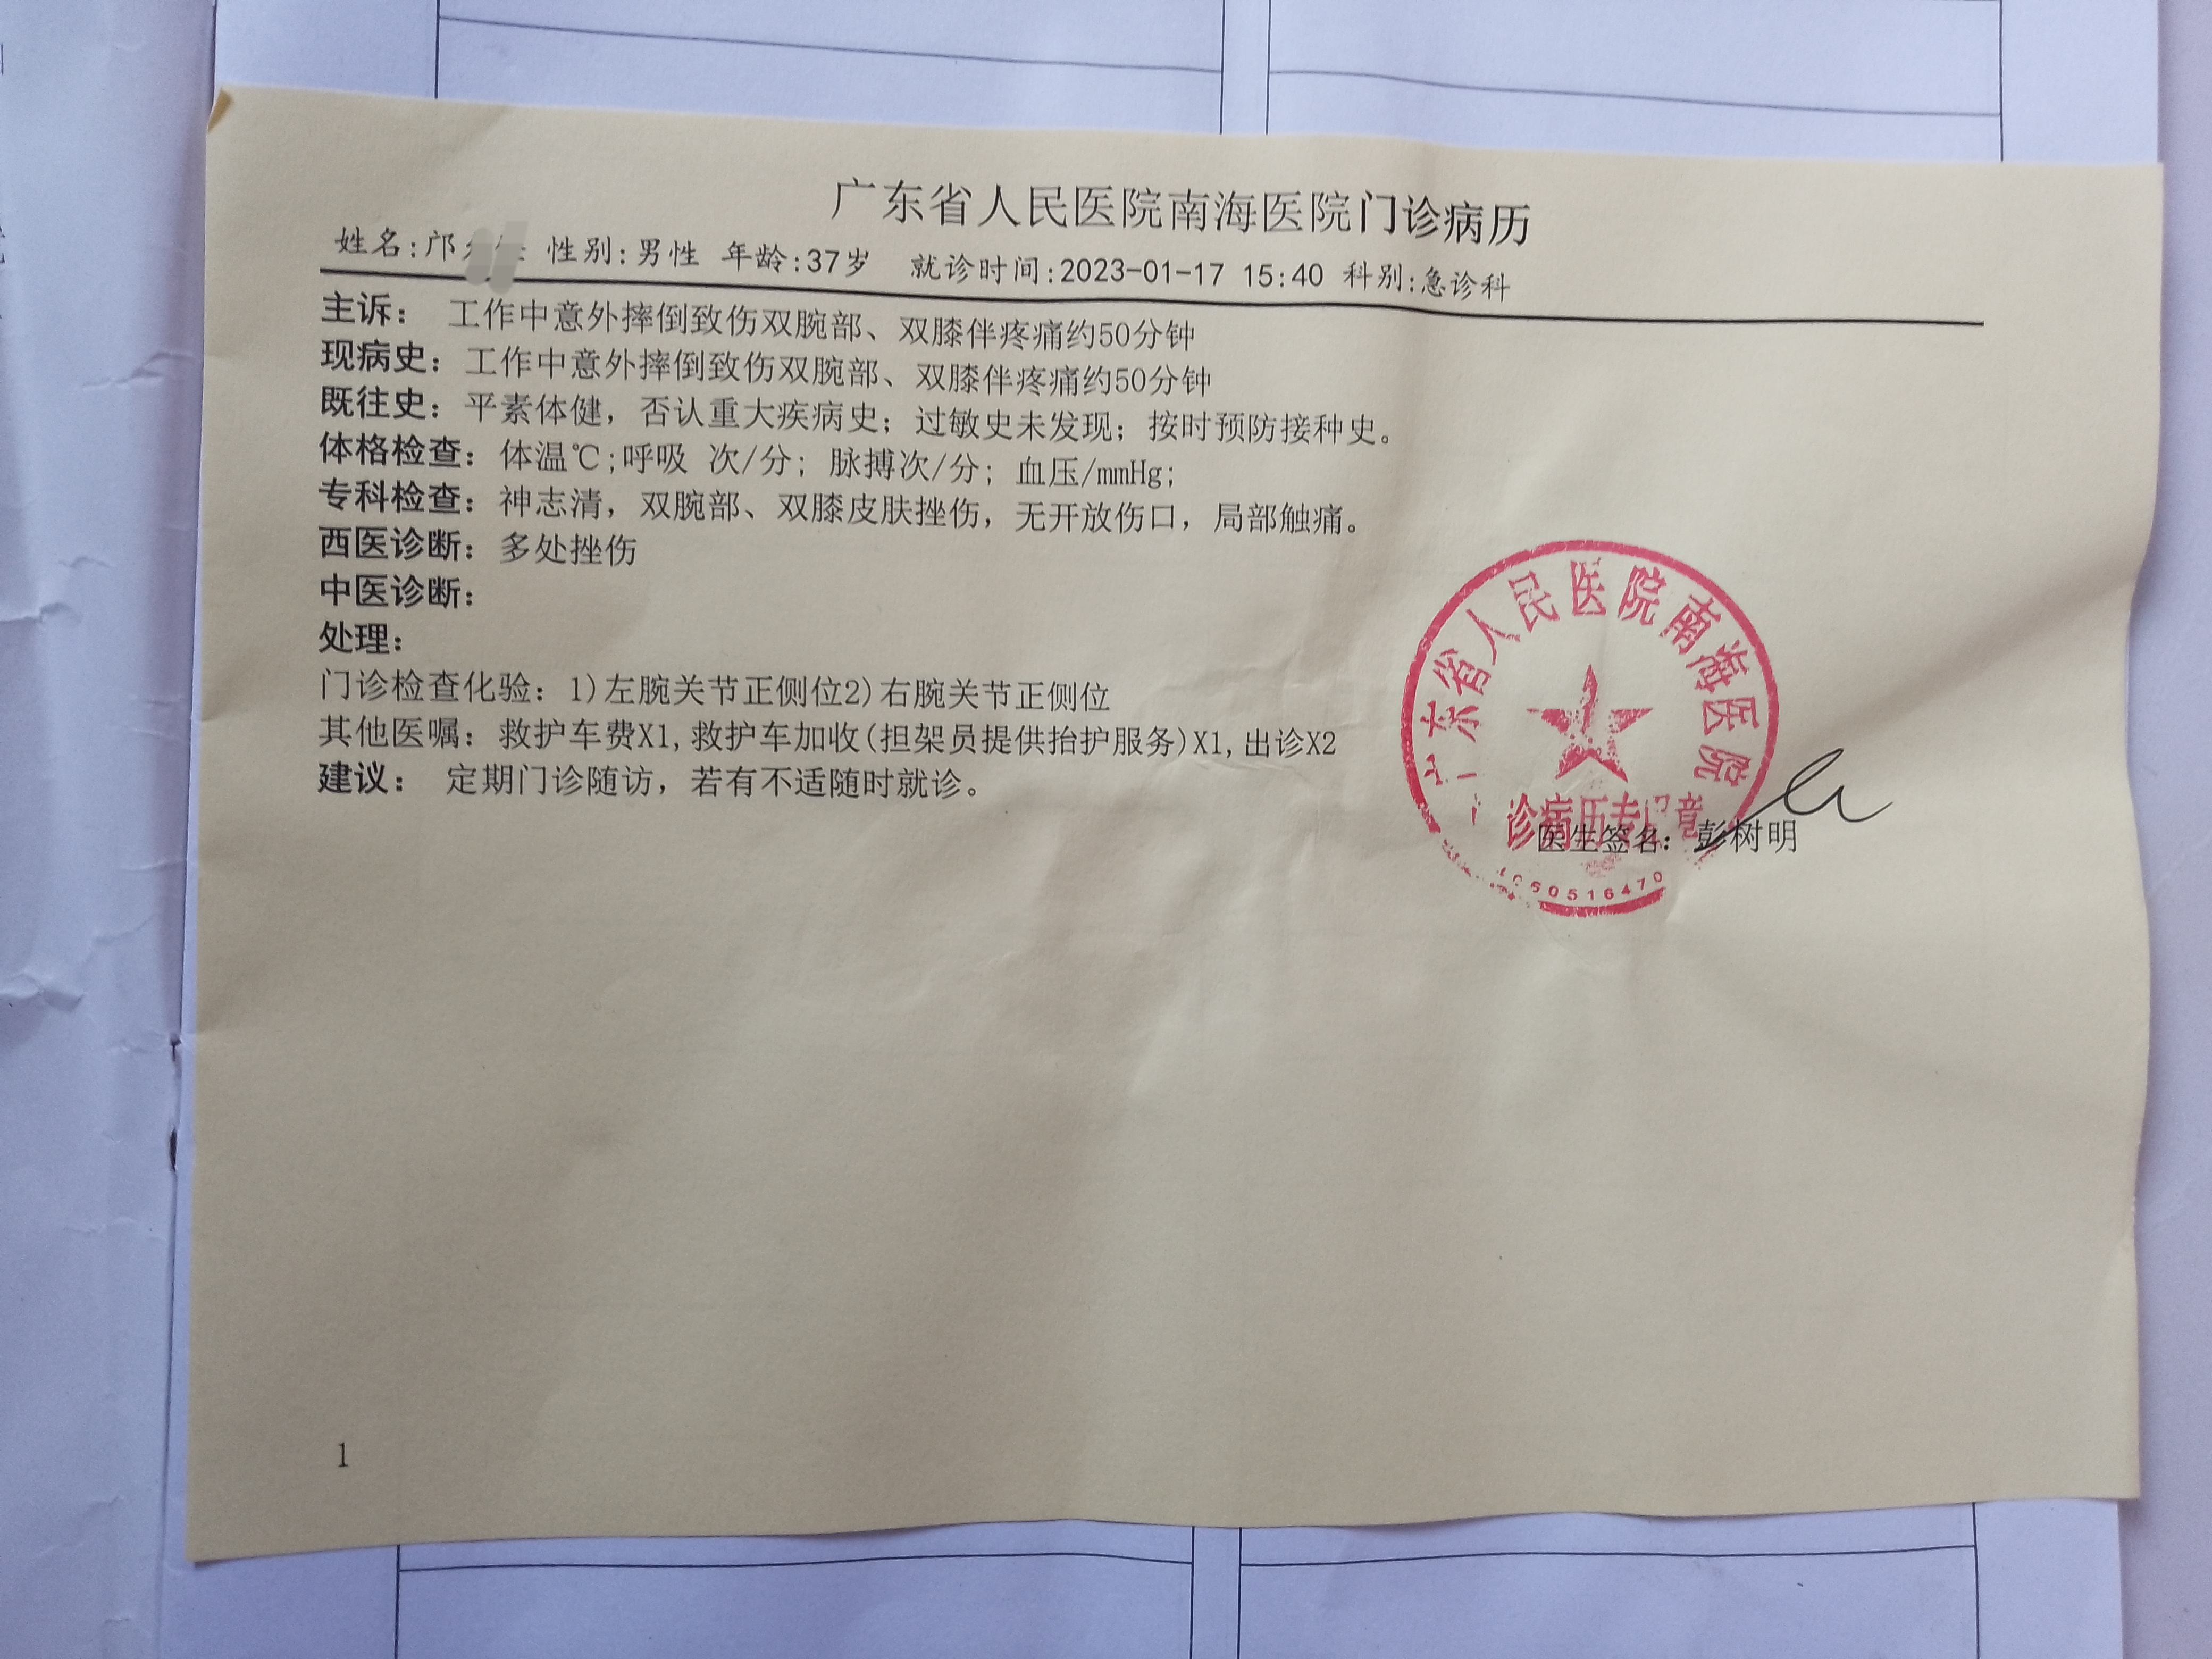 广东省人民医院南海医院门诊病历
姓名:邝 性别:男性 年龄:37岁 就诊时间:2023-01-17 15:40 科别:急诊科
主诉： 工作中意外摔倒致伤双腕部、双膝伴疼痛约50分钟
现病史：工作中意外摔倒致伤双腕部、双膝伴疼痛约50分钟
既往史：平素体健，否认重大疾病史；过敏史未发现；按时预防接种史。
体格检查：体温℃;呼吸 次/分; 脉搏次/分; 血压/mmHg;
专科检查：神志清，双腕部、双膝皮肤挫伤，无开放伤口，局部触痛。
西医诊断：多处挫伤
中医诊断：
处理：
门诊检查化验：1)左腕关节正侧位2)右腕关节正侧位
其他医嘱：救护车费X1,救护车加收(担架员提供抬护服务)X1,出诊X2
建议： 定期门诊随访，若有不适随时就诊。
广东省人民医院南海医院
诊病历专用章
医生签名：彭树明
1